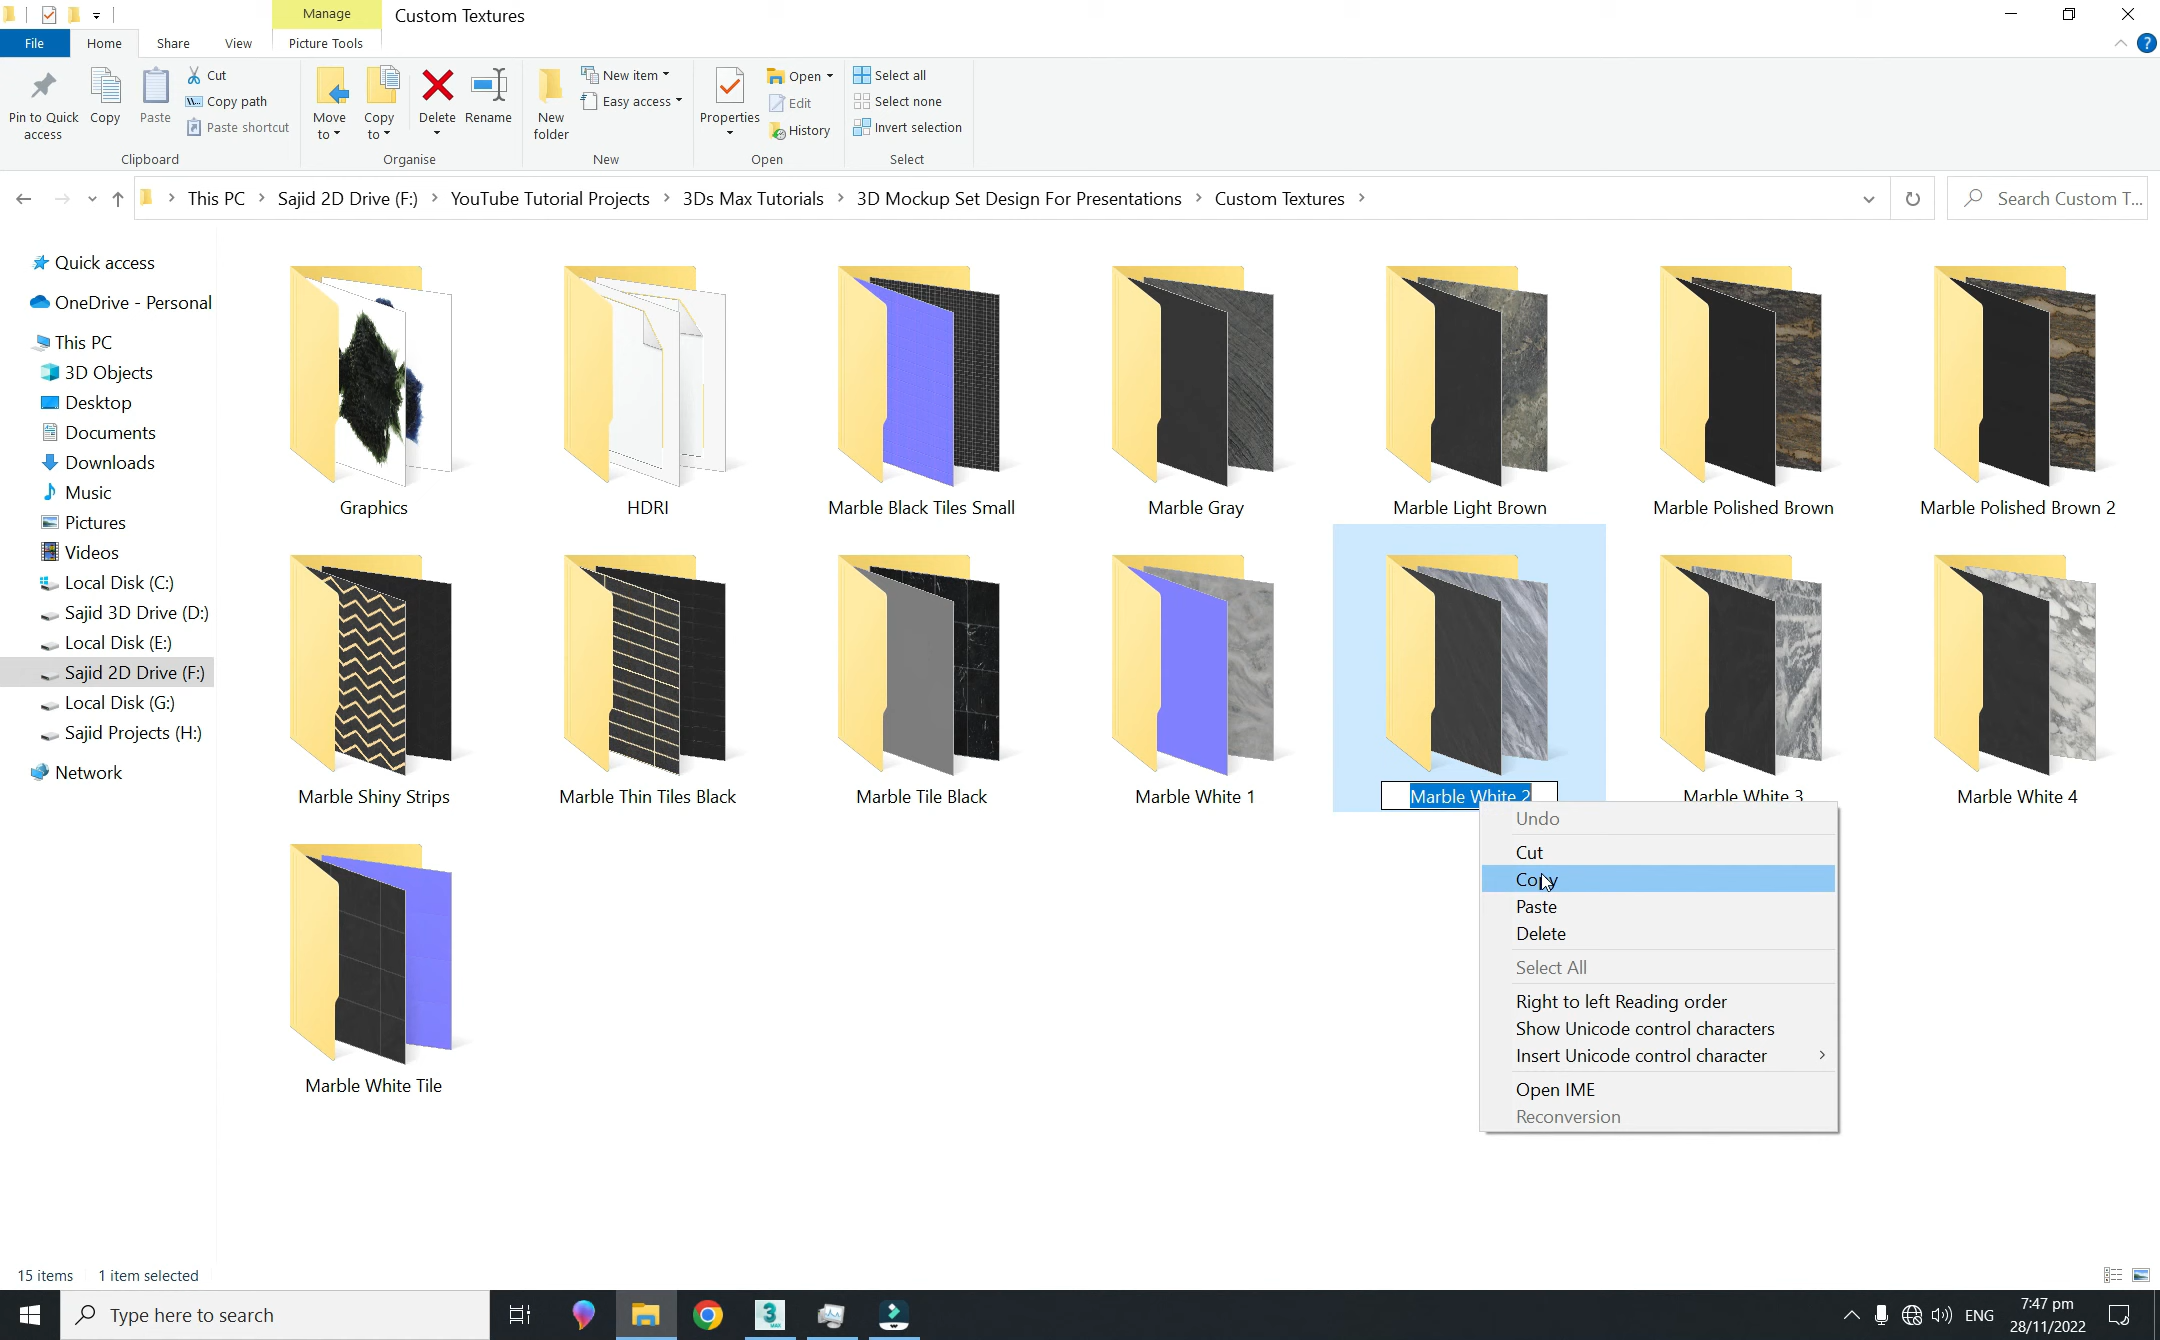 Manage
Custom Textures
File
Home
Share
View
Picture Tools
Pin to Quick access
Copy
Paste
Cut
Copy path
Paste shortcut
Clipboard
Move to
Copy to
Delete
Rename
Organise
New folder
New item
Easy access
New
Properties
Open
Edit
History
Open
Select all
Select none
Invert selection
Select
This PC > Sajid 2D Drive (F:) > YouTube Tutorial Projects > 3Ds Max Tutorials > 3D Mockup Set Design For Presentations > Custom Textures >
Search Custom T...
Quick access
OneDrive - Personal
This PC
3D Objects
Desktop
Documents
Downloads
Music
Pictures
Videos
Local Disk (C:)
Sajid 3D Drive (D:)
Local Disk (E:)
Sajid 2D Drive (F:)
Local Disk (G:)
Sajid Projects (H:)
Network
Graphics
HDRI
Marble Black Tiles Small
Marble Gray
Marble Light Brown
Marble Polished Brown
Marble Polished Brown 2
Marble Shiny Strips
Marble Thin Tiles Black
Marble Tile Black
Marble White 1
Marble White 2
Marble White 3
Marble White 4
Marble White Tile
Undo
Cut
Copy
Paste
Delete
Select All
Right to left Reading order
Show Unicode control characters
Insert Unicode control character
Open IME
Reconversion
15 items
1 item selected
Type here to search
3
MAX
ENG
7:47 pm
28/11/2022